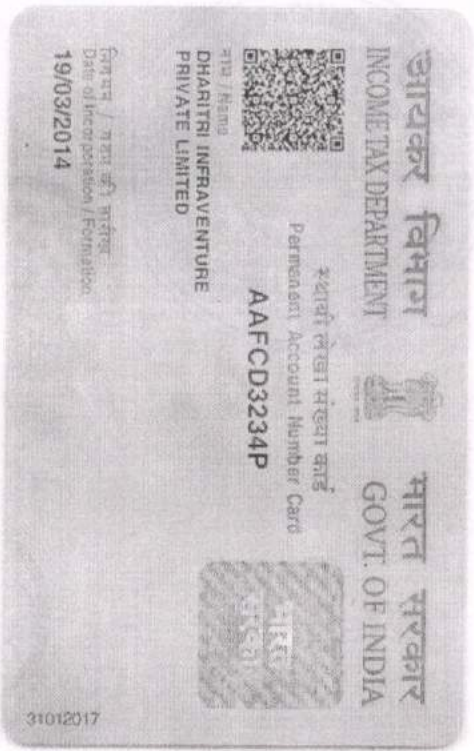 आयकर विभाग
INCOME TAX DEPARTMENT
भारत सरकार
GOVT. OF INDIA
स्थायी लेखा संख्या कार्ड
Permanent Account Number Card
AAFCD3234P
नाम / Name
DHARITRI INFRAVENTURE
PRIVATE LIMITED
निगमन / गठन की तारीख
Date of Incorporation / Formation
19/03/2014
31012017